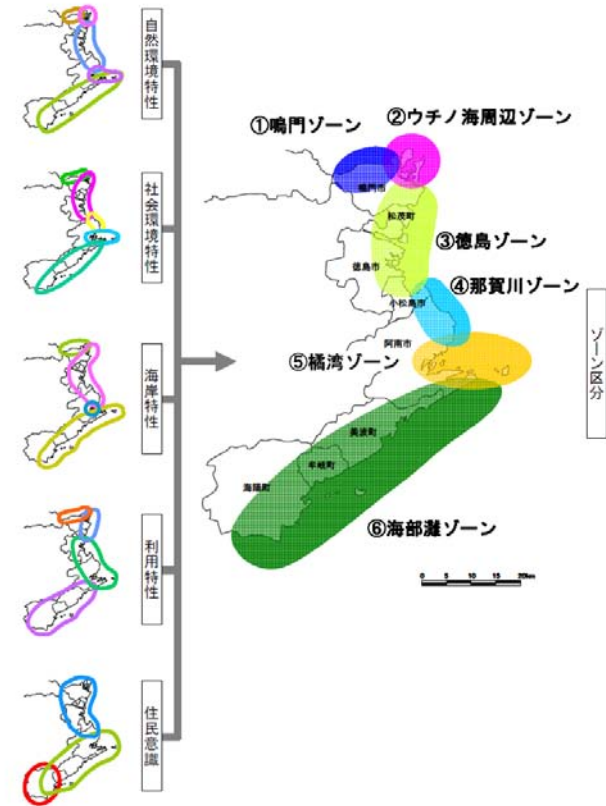 自然環境特性
社会環境特性
海岸特性
利用特性
住民意識
①鳴門ゾーン
②ウチノ海周辺ゾーン
鳴門市
松茂町
③徳島ゾーン
徳島市
小松島市
④那賀川ゾーン
阿南市
⑤橘湾ゾーン
美波町
牟岐町
海陽町
⑥海部灘ゾーン
0 5 10 15 20km
ゾーン区分